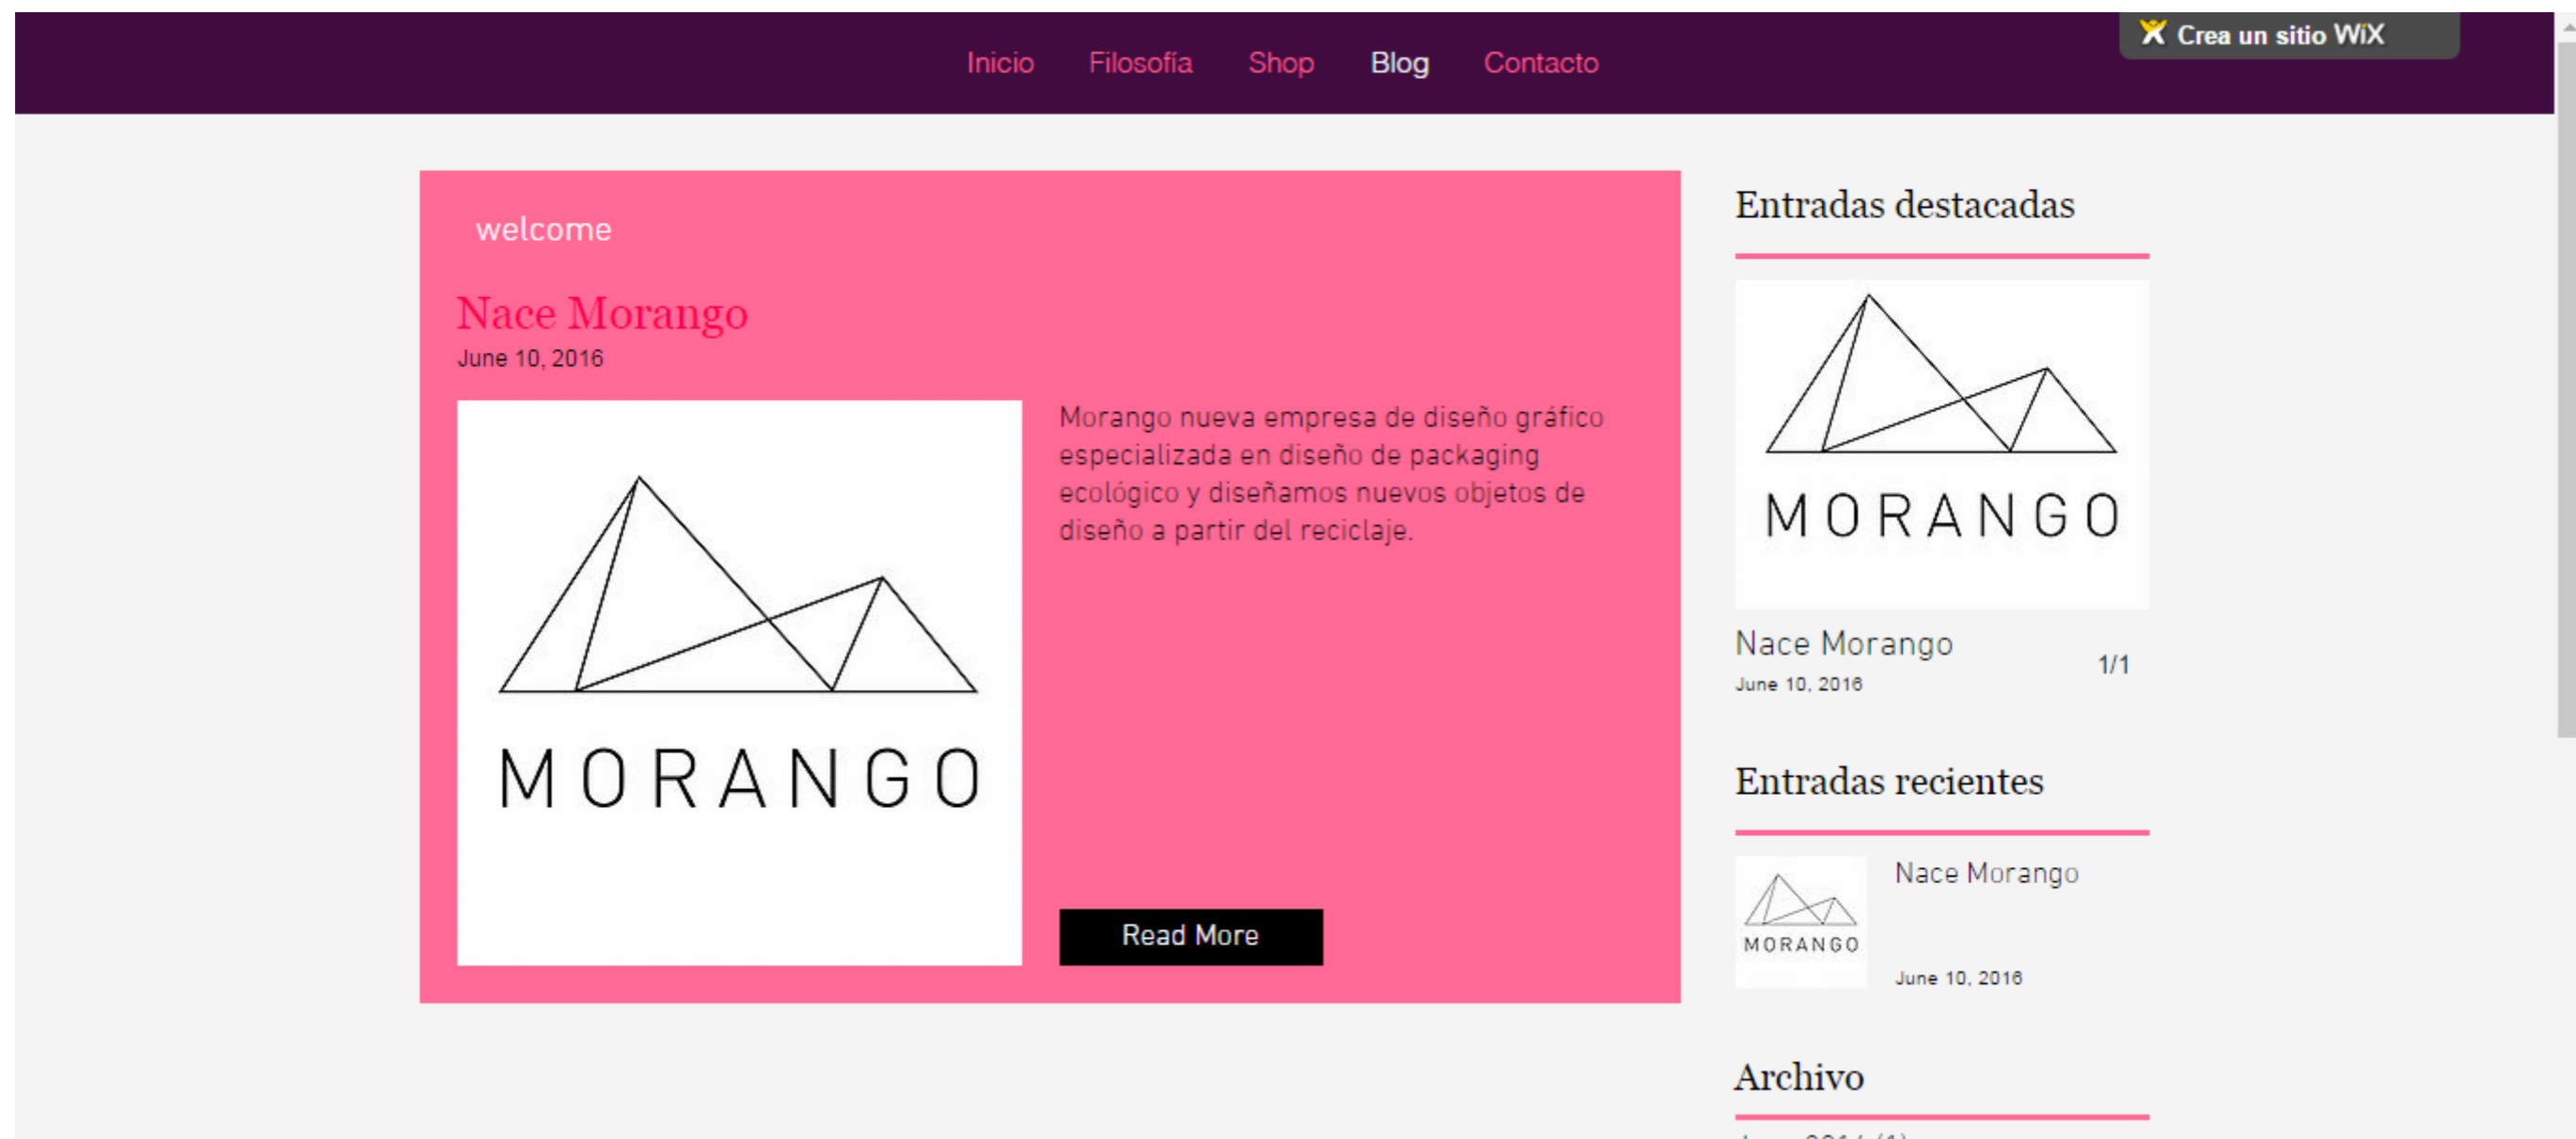 Crea un sitio WiX
Inicio Filosofía Shop Blog Contacto
welcome
Nace Morango
June 10, 2016
MORANGO
Morango nueva empresa de diseño gráfico
especializada en diseño de packaging
ecológico y diseñamos nuevos objetos de
diseño a partir del reciclaje.
Read More
Entradas destacadas
MORANGO
Nace Morango
June 10, 2016
1/1
Entradas recientes
MORANGO
Nace Morango
June 10, 2016
Archivo